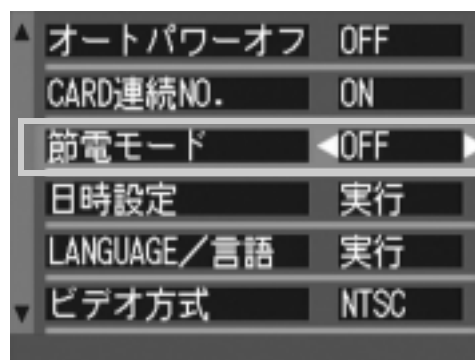 オートパワーオフ OFF
CARD連続NO. ON
節電モード ◀OFF ▶
日時設定 実行
LANGUAGE／言語 実行
ビデオ方式 NTSC